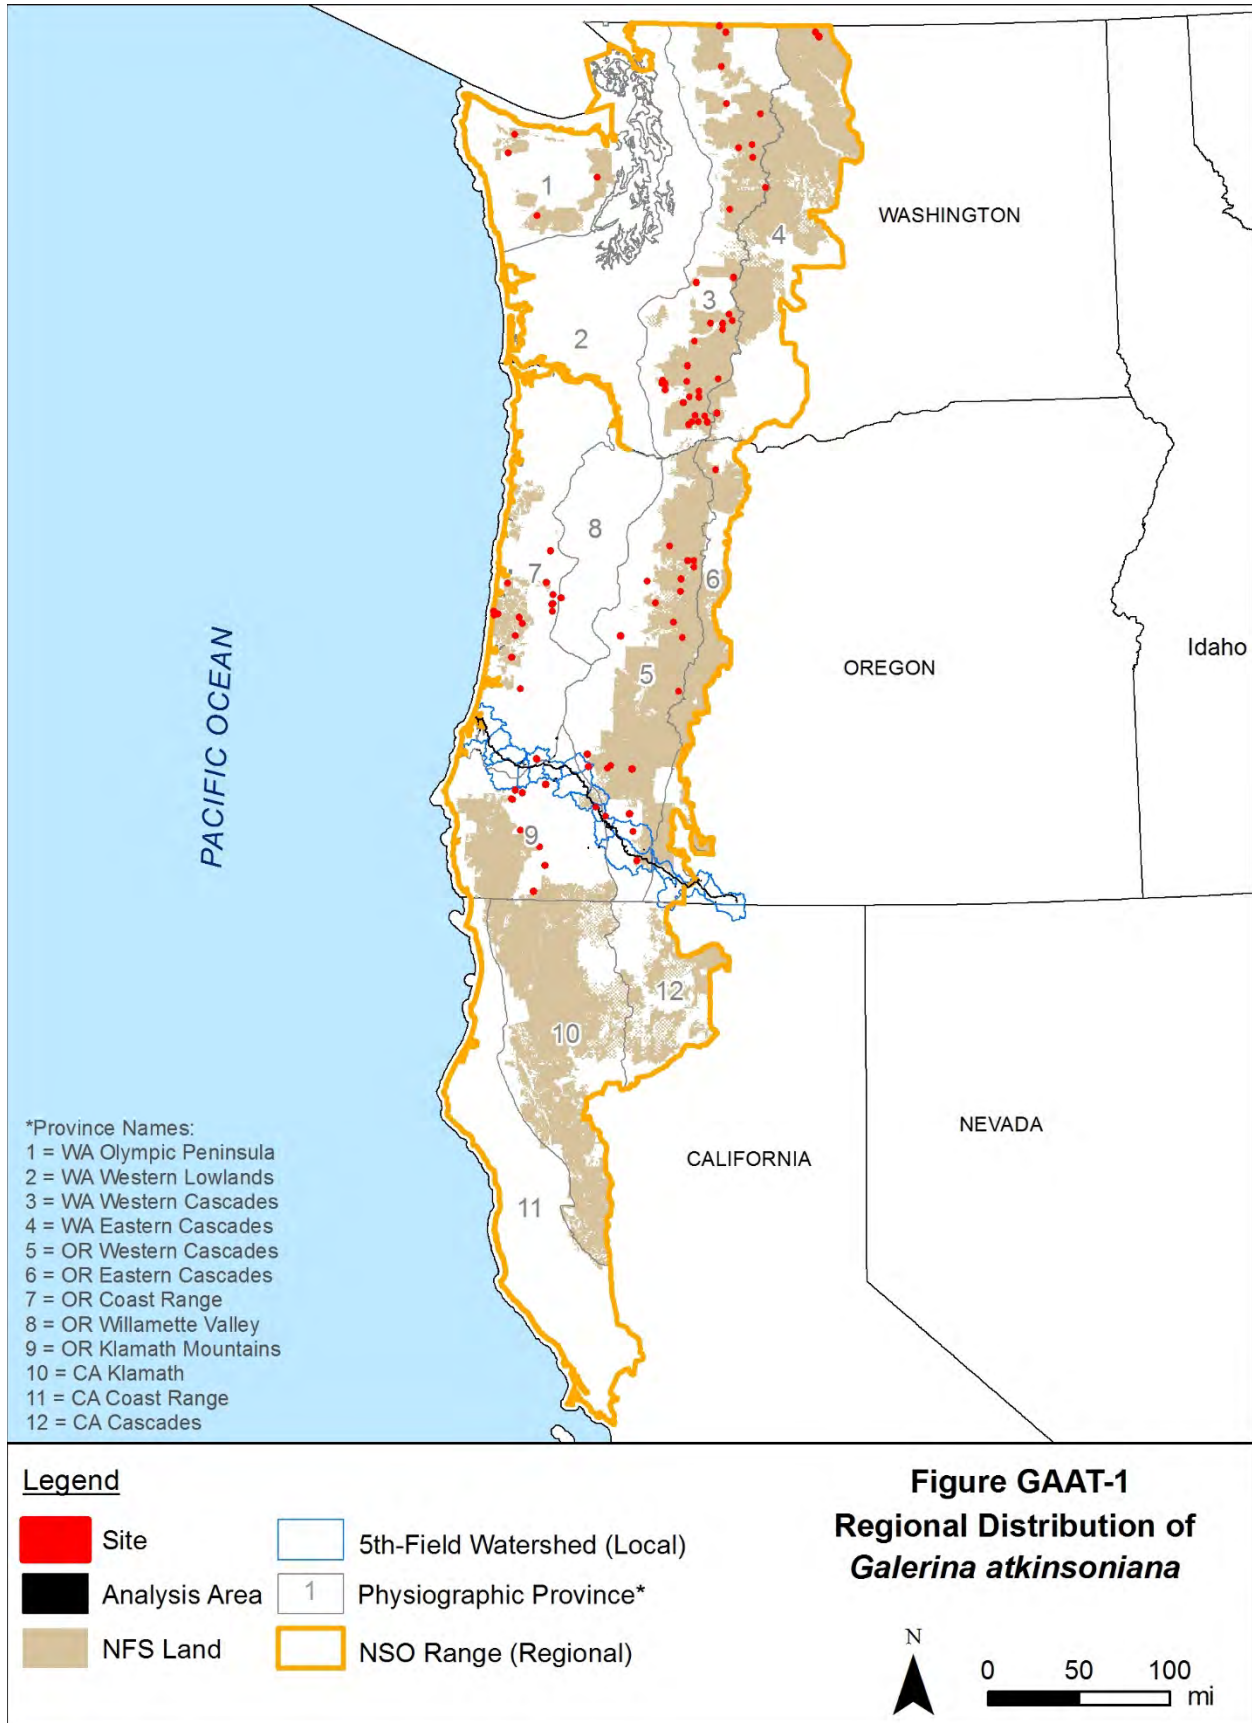 WASHINGTON
1
4
3
2
8
7
6
Idaho
OREGON
5
PACIFIC OCEAN
9
12
10
NEVADA
CALIFORNIA
11
*Province Names:
1 = WA Olympic Peninsula
2 = WA Western Lowlands
3 = WA Western Cascades
4 = WA Eastern Cascades
5 = OR Western Cascades
6 = OR Eastern Cascades
7 = OR Coast Range
8 = OR Willamette Valley
9 = OR Klamath Mountains
10 = CA Klamath
11 = CA Coast Range
12 = CA Cascades
Legend
Site
Analysis Area
NFS Land
5th-Field Watershed (Local)
1 Physiographic Province*
NSO Range (Regional)
Figure GAAT-1
Regional Distribution of
Galerina atkinsoniana
N
0 50 100
mi